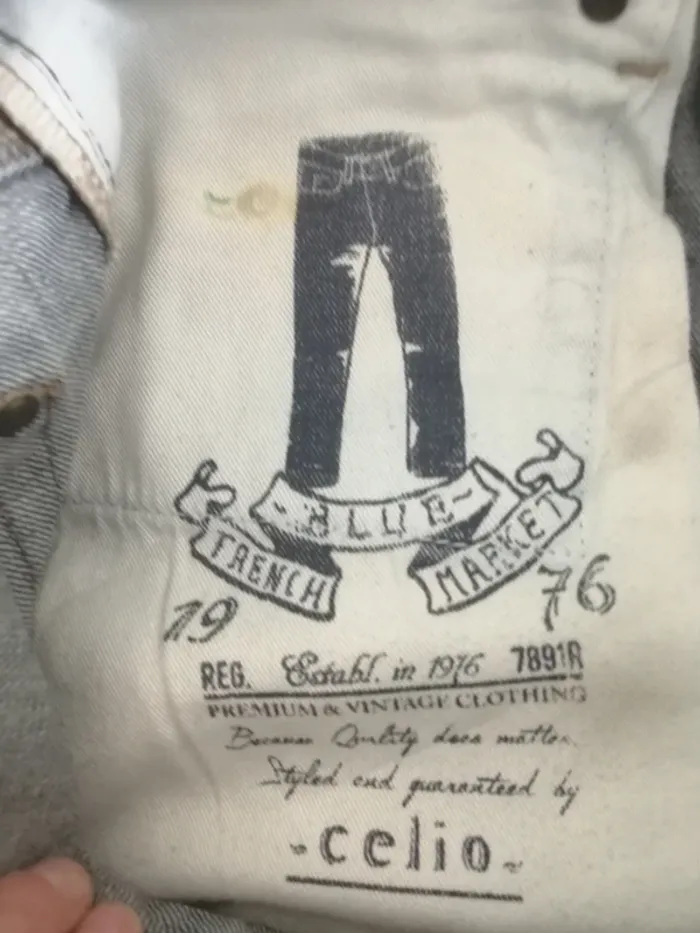 -BLUE-
FRENCH MARKET
19 76
REG. Establ. in 1976 7891R
PREMIUM & VINTAGE CLOTHING
Because Quality does matter
Styled and guaranteed by
-celio-